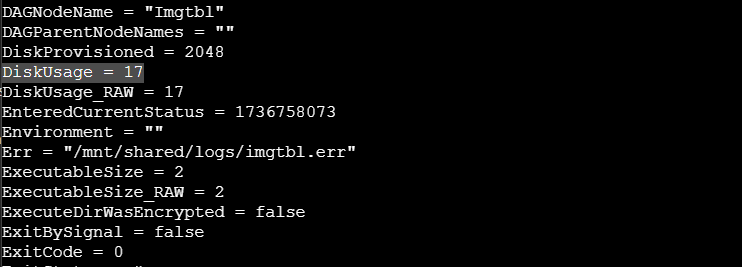 DAGNodeName = "Imgtbl"
DAGParentNodeNames = ""
DiskProvisioned = 2048
DiskUsage = 17
DiskUsage_RAW = 17
EnteredCurrentStatus = 1736758073
Environment = ""
Err = "/mnt/shared/logs/imgtbl.err"
ExecutableSize = 2
ExecutableSize_RAW = 2
ExecuteDirWasEncrypted = false
ExitBySignal = false
ExitCode = 0